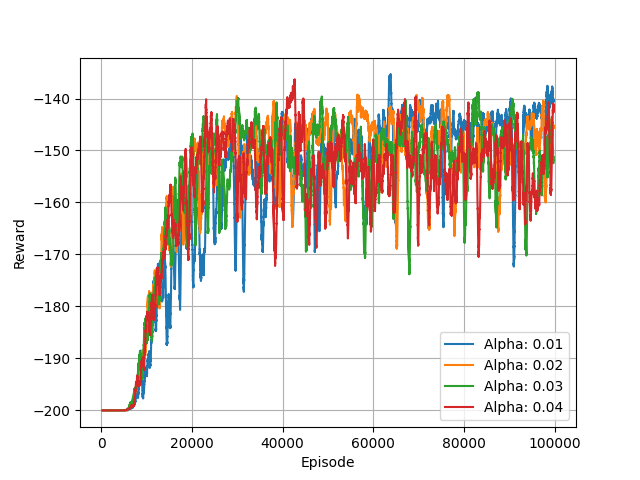 −140
−150
−160
−170
−180
−190
−200
Reward
0
20000
40000
60000
80000
100000
Episode
Alpha: 0.01
Alpha: 0.02
Alpha: 0.03
Alpha: 0.04